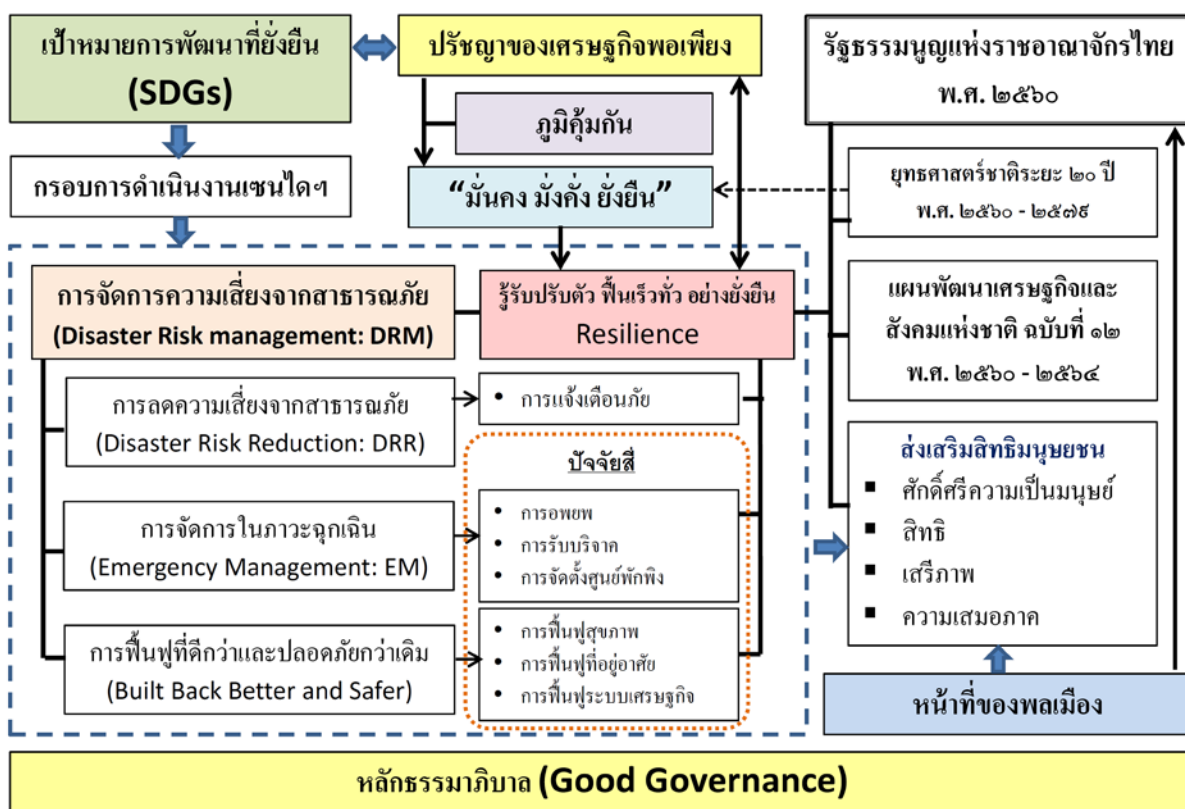 เป้าหมายการพัฒนาที่ยั่งยืน
(SDGs)
ปรัชญาของเศรษฐกิจพอเพียง
รัฐธรรมนูญแห่งราชอาณาจักรไทย
พ.ศ. ๒๕๖๐
ภูมิคุ้มกัน
กรอบการดำเนินงานเซนไดฯ
“มั่นคง มั่งคั่ง ยั่งยืน”
ยุทธศาสตร์ชาติระยะ ๒๐ ปี
พ.ศ. ๒๕๖๐ - ๒๕๗๙
การจัดการความเสี่ยงจากสาธารณภัย
(Disaster Risk management: DRM)
รู้รับปรับตัว ฟื้นเร็วทั่ว อย่างยั่งยืน
Resilience
แผนพัฒนาเศรษฐกิจและ
สังคมแห่งชาติ ฉบับที่ ๑๒
พ.ศ. ๒๕๖๐ - ๒๕๖๔
การลดความเสี่ยงจากสาธารณภัย
(Disaster Risk Reduction: DRR)
• การแจ้งเตือนภัย
ปัจจัยสี่
การจัดการในภาวะฉุกเฉิน
(Emergency Management: EM)
• การอพยพ
• การรับบริจาค
• การจัดตั้งศูนย์พักพิง
การฟื้นฟูที่ดีกว่าและปลอดภัยกว่าเดิม
(Built Back Better and Safer)
• การฟื้นฟูสุขภาพ
• การฟื้นฟูที่อยู่อาศัย
• การฟื้นฟูระบบเศรษฐกิจ
ส่งเสริมสิทธิมนุษยชน
▪ ศักดิ์ศรีความเป็นมนุษย์
▪ สิทธิ
▪ เสรีภาพ
▪ ความเสมอภาค
หน้าที่ของพลเมือง
หลักธรรมาภิบาล (Good Governance)